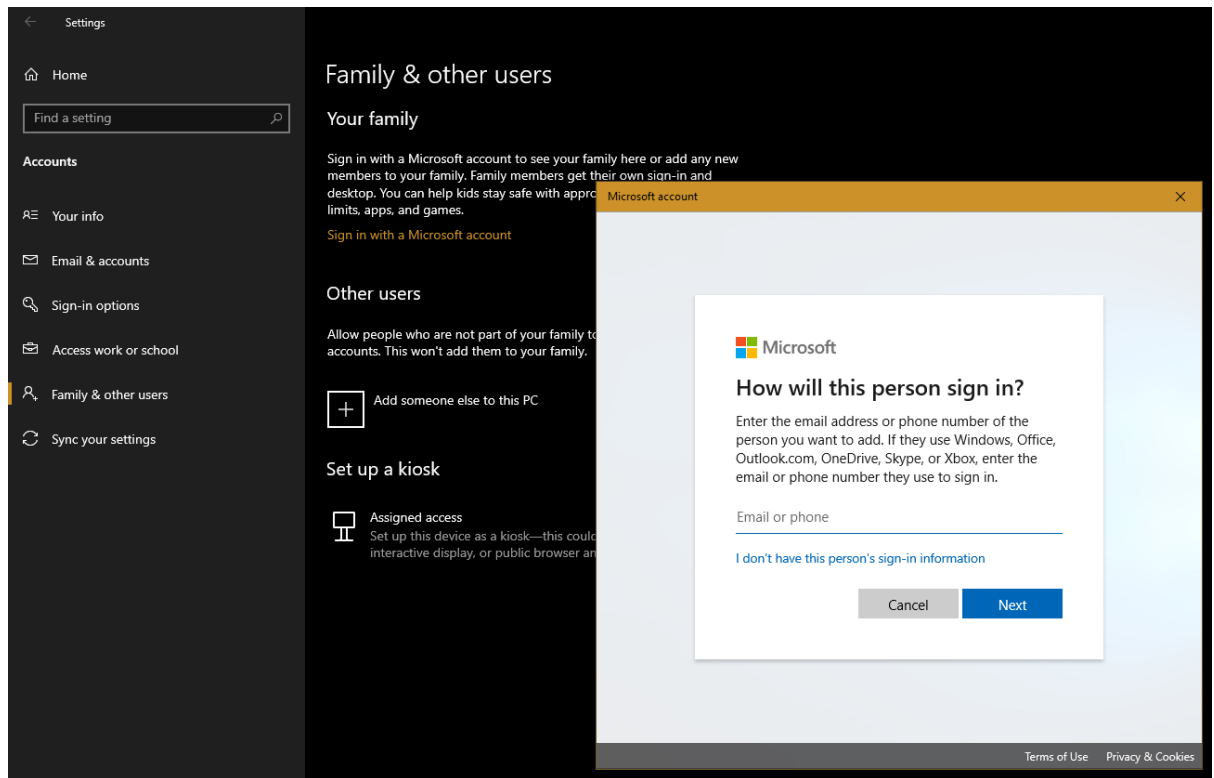 Settings
Home
Find a setting
Accounts
Your info
Email & accounts
Sign-in options
Access work or school
Family & other users
Sync your settings
Family & other users
Your family
Sign in with a Microsoft account to see your family here or add any new
members to your family. Family members get their own sign-in and
desktop. You can help kids stay safe with
limits, apps, and games.
Sign in with a Microsoft account
Other users
Allow people who are not part of your family to
accounts. This won't add them to your family.
Add someone else to this PC
Set up a kiosk
Assigned access
Set up this device as a kiosk—this could
interactive display, or public browser
Microsoft account
Microsoft
How will this person sign in?
Enter the email address or phone number of the
person you want to add. If they use Windows, Office,
Outlook.com, OneDrive, Skype, or Xbox, enter the
email or phone number they use to sign in.
Email or phone
I don't have this person's sign-in information
Cancel
Next
Terms of Use
Privacy & Cookies